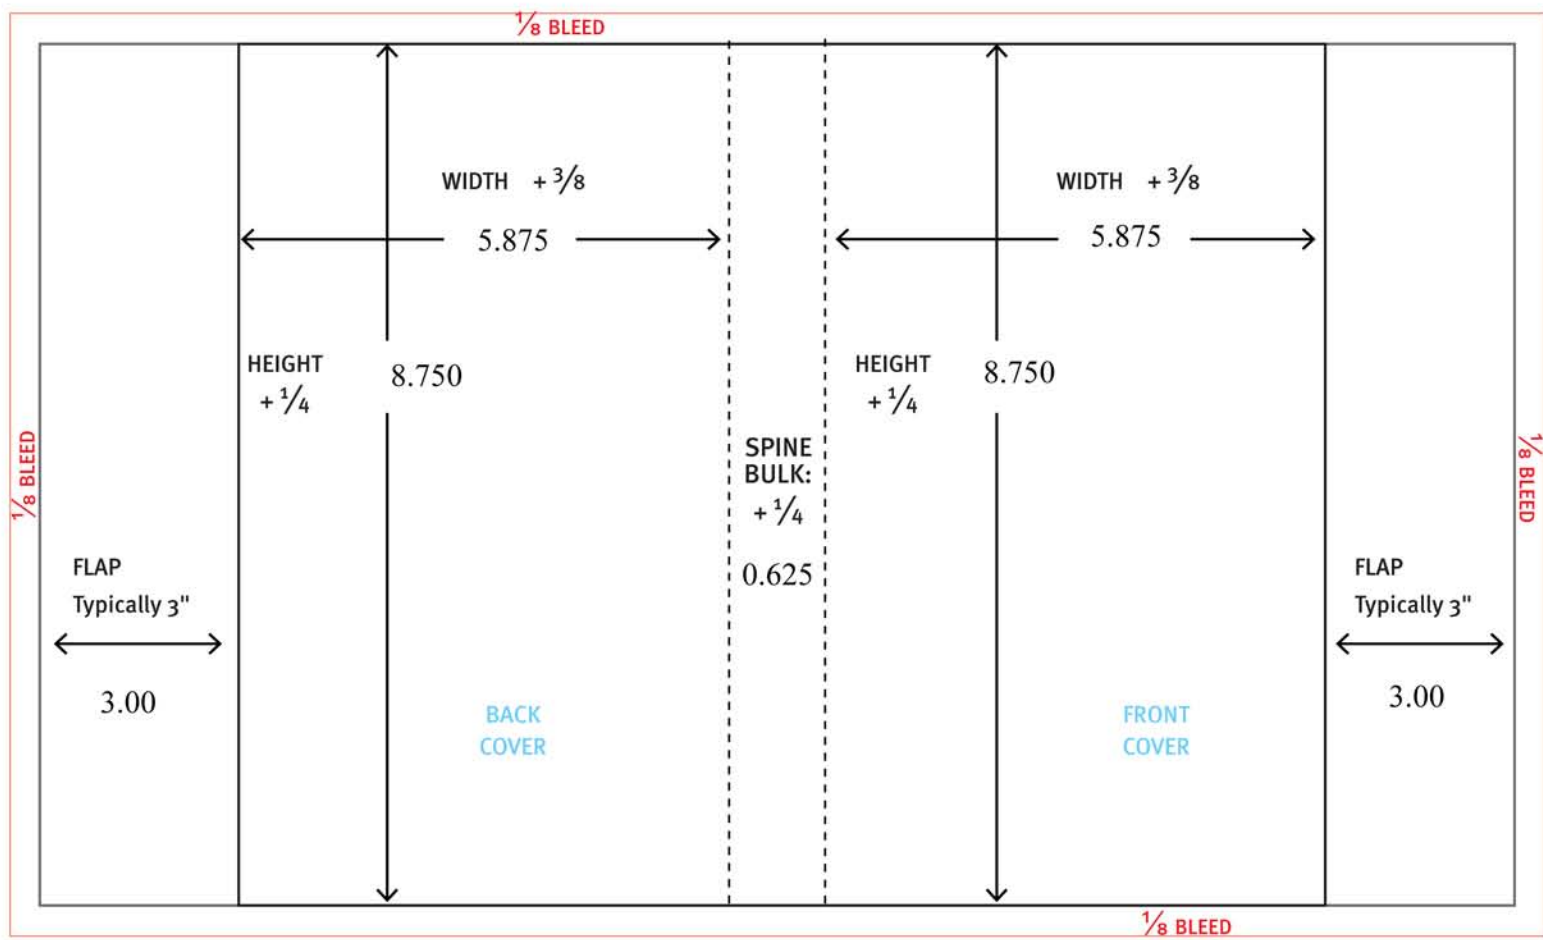 ⅛ BLEED
WIDTH + ⅜
5.875
WIDTH + ⅜
5.875
HEIGHT
+ ¼
8.750
HEIGHT
+ ¼
8.750
⅛ BLEED
SPINE
BULK:
+ ¼
0.625
⅛ BLEED
FLAP
Typically 3"
3.00
FLAP
Typically 3"
3.00
BACK
COVER
FRONT
COVER
⅛ BLEED